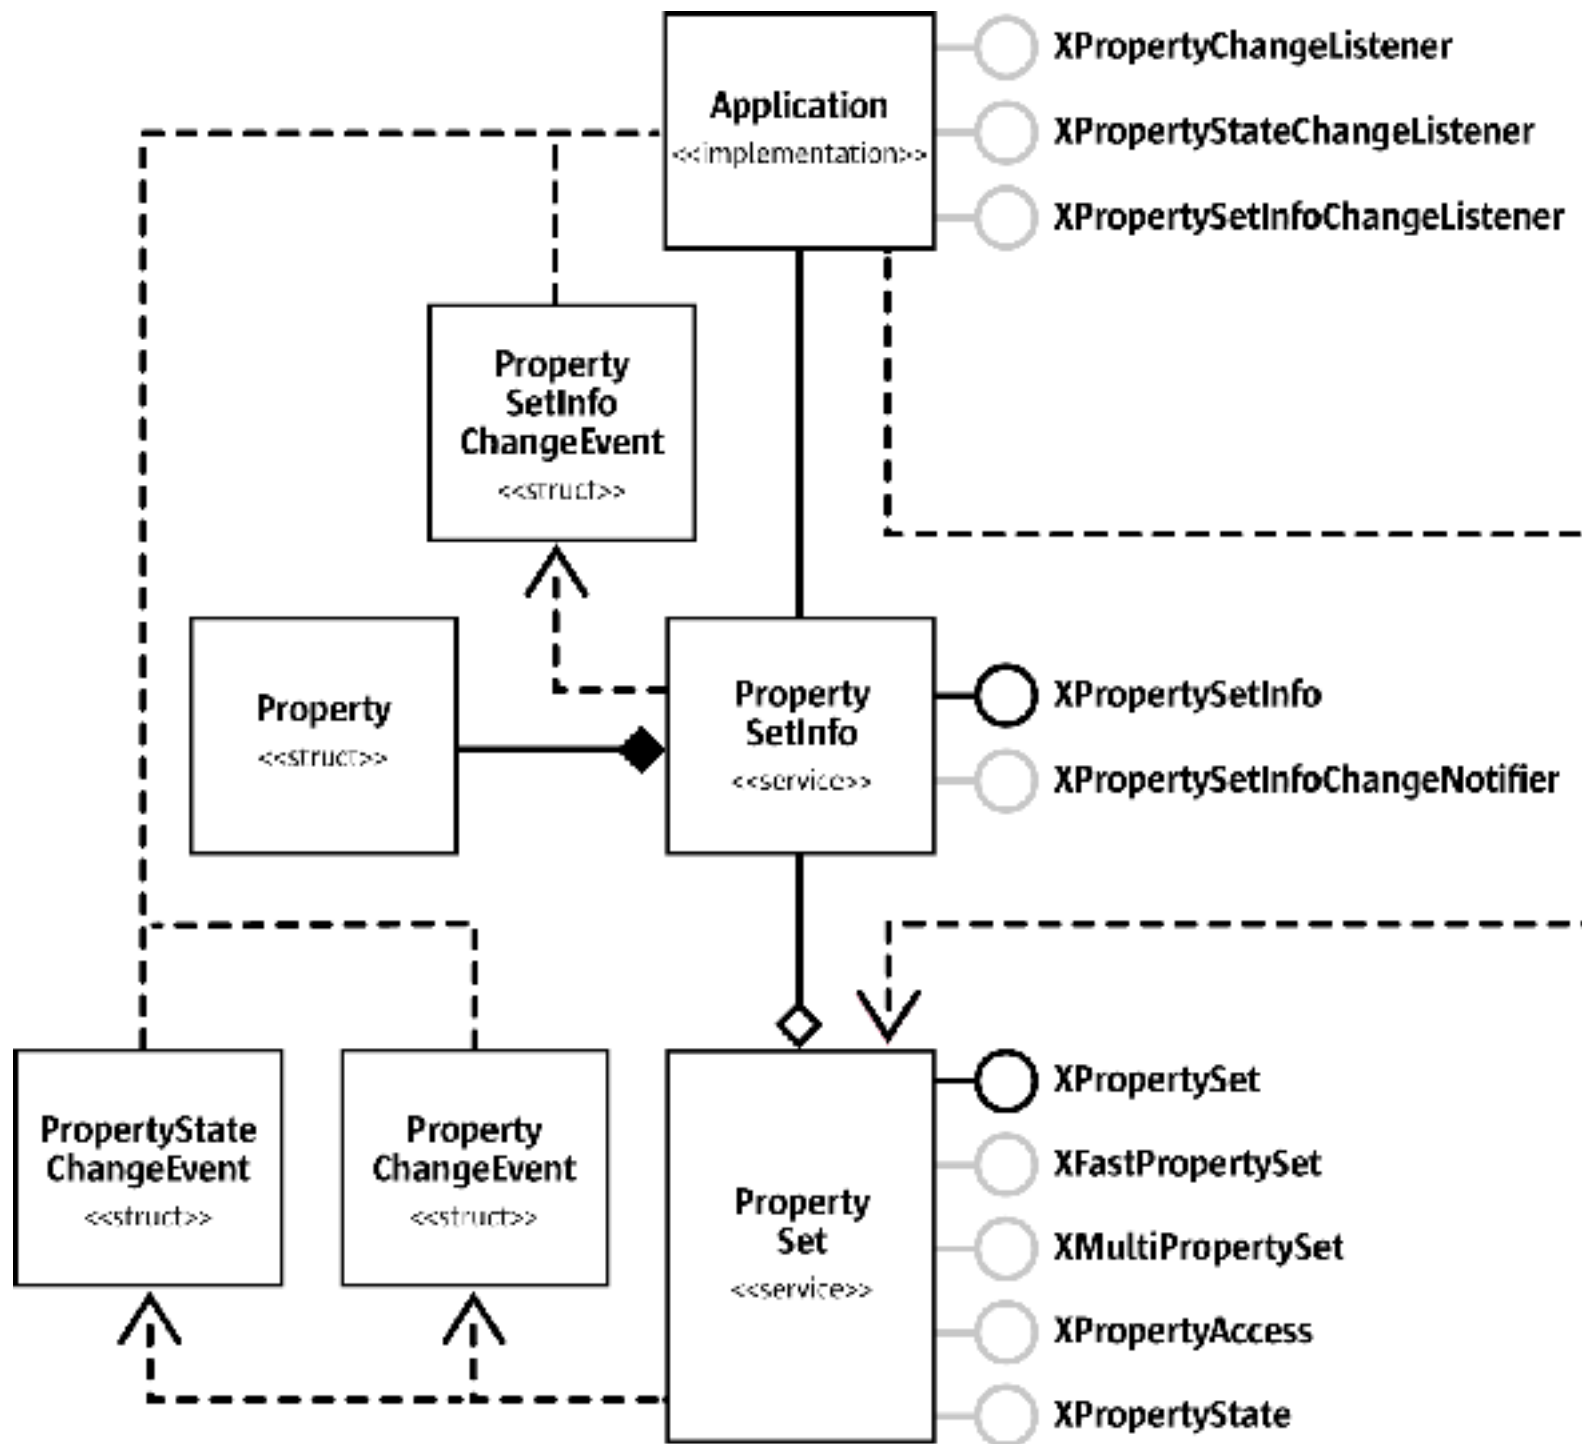 Application
<<implementation>>
XPropertyChangeListener
XPropertyStateChangeListener
XPropertySetInfoChangeListener
Property
SetInfo
ChangeEvent
<<struct>>
Property
<<struct>>
Property
SetInfo
<<service>>
XPropertySetInfo
XPropertySetInfoChangeNotifier
PropertyState
ChangeEvent
<<struct>>
Property
ChangeEvent
<<struct>>
Property
Set
<<service>>
XPropertySet
XFastPropertySet
XMultiPropertySet
XPropertyAccess
XPropertyState